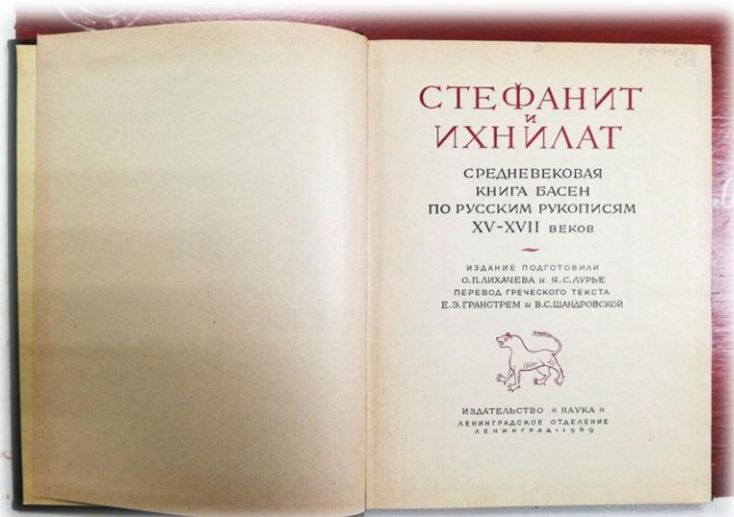 СТЕФАНИТ
и
ИХНИЛАТ
СРЕДНЕВЕКОВАЯ
КНИГА БАСЕН
ПО РУССКИМ РУКОПИСЯМ
XV-XVII ВЕКОВ
ИЗДАНИЕ ПОДГОТОВИЛИ
О.П.ЛИХАЧЕВА и Я.С.ЛУРЬЕ
ПЕРЕВОД ГРЕЧЕСКОГО ТЕКСТА
Е.Э.ГРАНСТРЕМ и В.С.ШАНДРОВСКОЙ
ИЗДАТЕЛЬСТВО «НАУКА»
ЛЕНИНГРАДСКОЕ ОТДЕЛЕНИЕ
ЛЕНИНГРАД • 1969